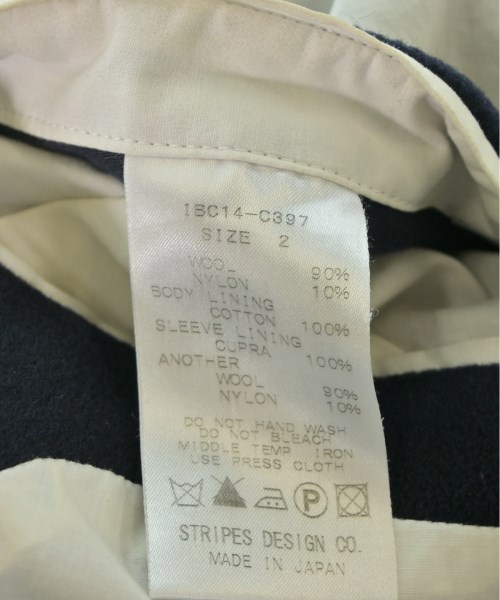 IBC14-C397
SIZE 2
WOOL 90%
NYLON 10%
BODY LINING
COTTON 100%
SLEEVE LINING
CUPRA 100%
ANOTHER
WOOL 90%
NYLON 10%
DO NOT HAND WASH
DO NOT BLEACH
MIDDLE TEMP IRON
USE PRESS CLOTH
P
STRIPES DESIGN CO.
MADE IN JAPAN